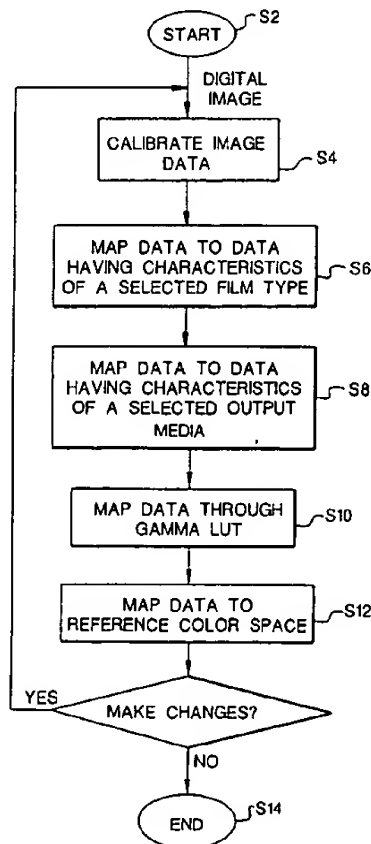 START
S2
DIGITAL
IMAGE
CALIBRATE IMAGE
DATA
S4
MAP DATA TO DATA
HAVING CHARACTERISTICS
OF A SELECTED FILM TYPE
S6
MAP DATA TO DATA
HAVING CHARACTERISTICS
OF A SELECTED OUTPUT
MEDIA
S8
MAP DATA THROUGH
GAMMA LUT
S10
MAP DATA TO
REFERENCE COLOR SPACE
S12
YES
MAKE CHANGES?
NO
END
S14